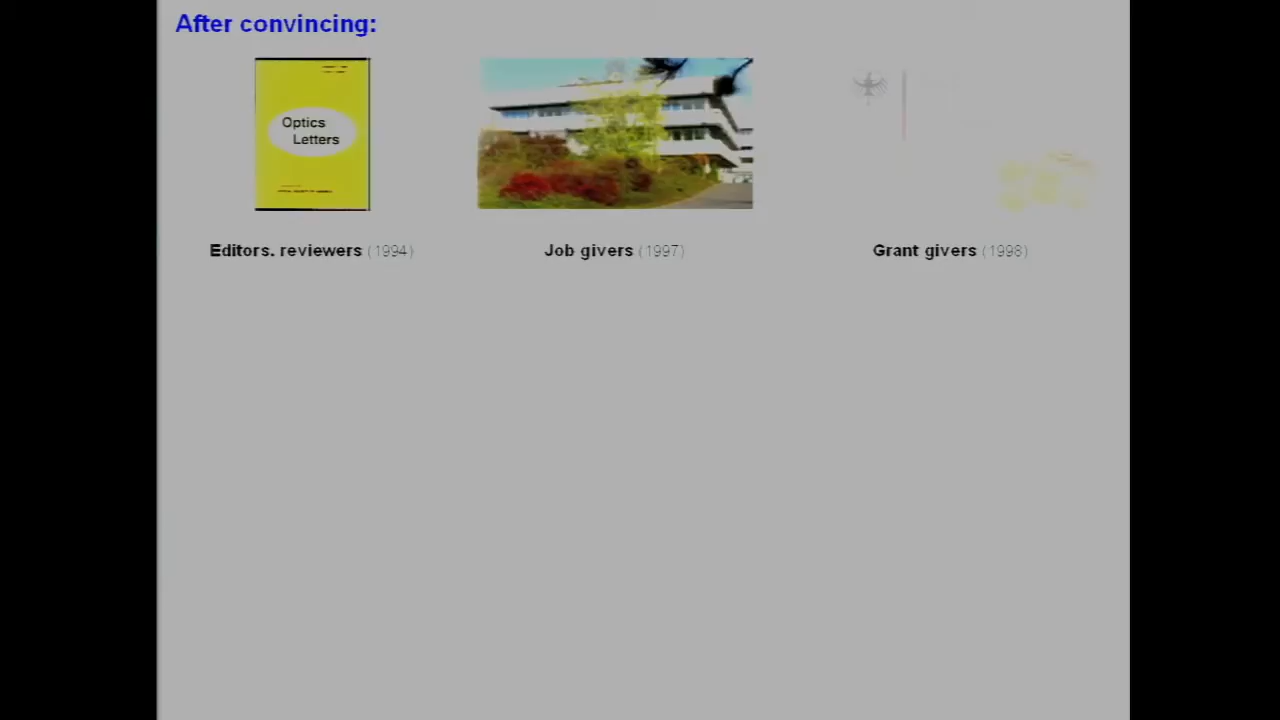 After convincing:
Optics
Letters
Editors. reviewers (1994)
Job givers (1997)
Grant givers (1998)